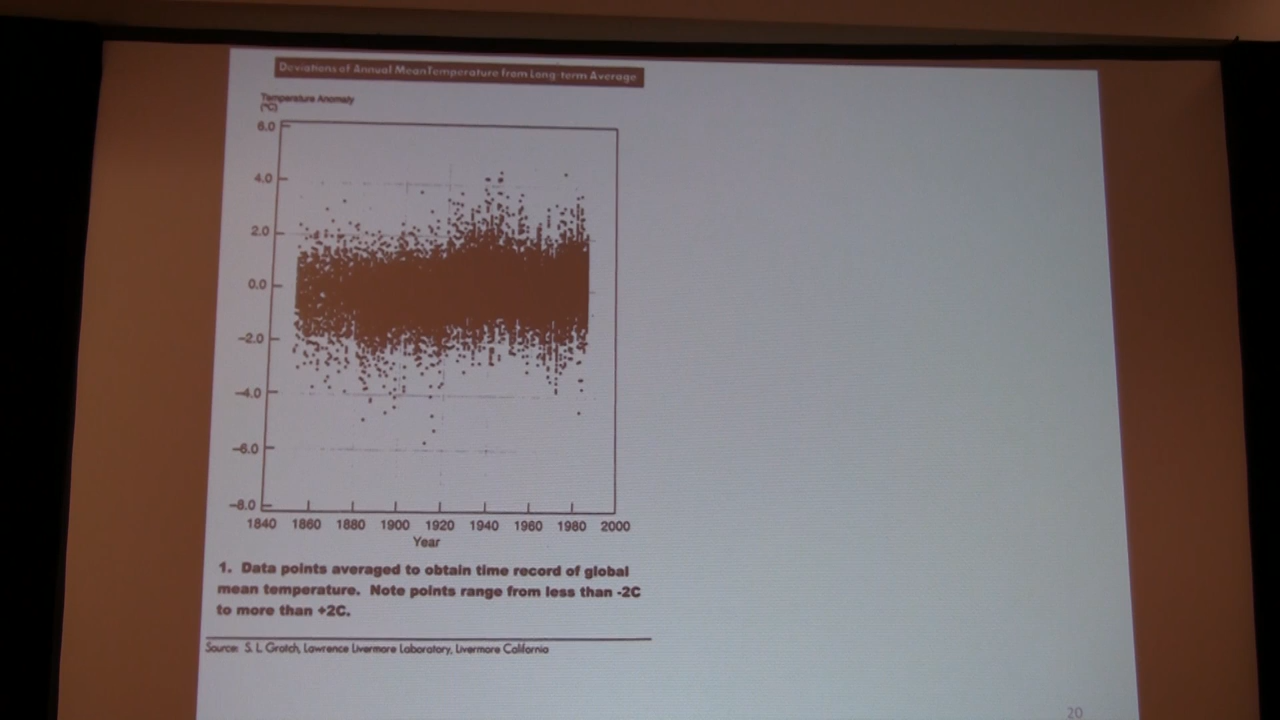 Deviations of Annual Mean Temperature from Long-term Average
Temperature Anomaly
(°C)
6.0
4.0
2.0
0.0
−2.0
−4.0
−6.0
−8.0
1840 1860 1880 1900 1920 1940 1960 1980 2000
Year
1. Data points averaged to obtain time record of global
mean temperature. Note points range from less than -2C
to more than +2C.
Source: S. L. Grotch, Lawrence Livermore Laboratory, Livermore California
20